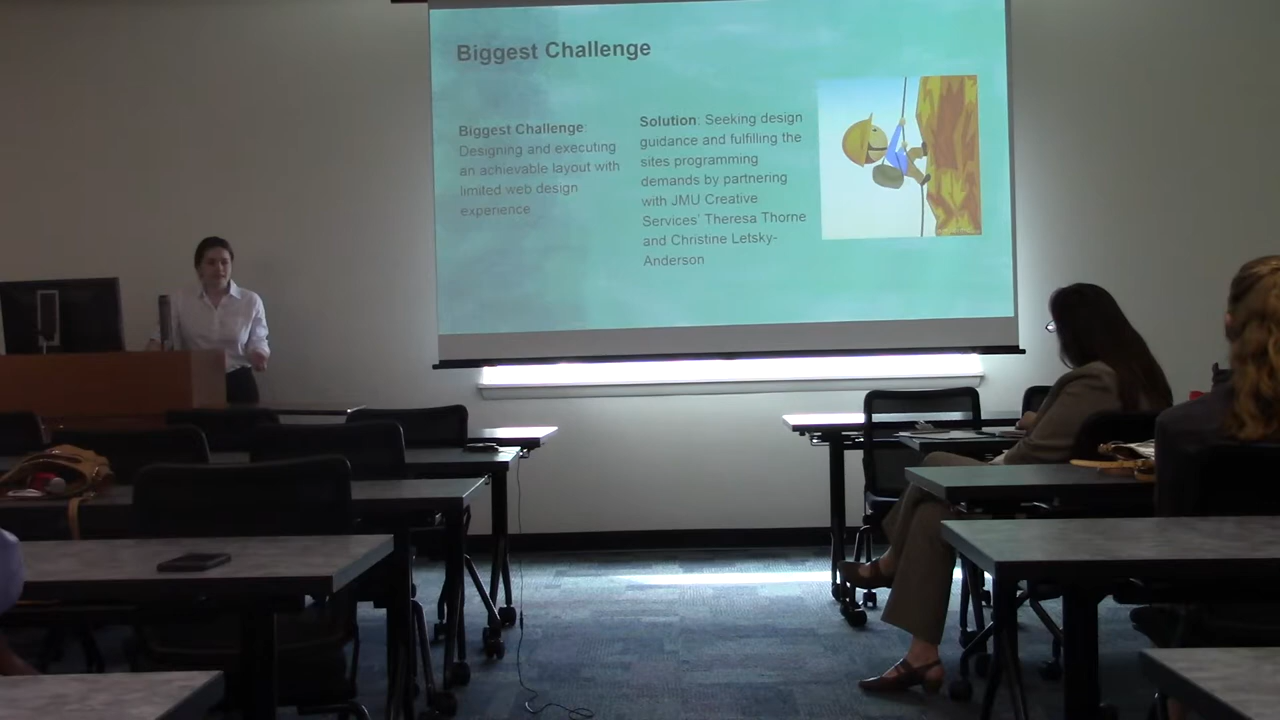 Biggest Challenge
Biggest Challenge:
Designing and executing
an achievable layout with
limited web design
experience
Solution: Seeking design
guidance and fulfilling the
sites programming
demands by partnering
with JMU Creative
Services' Theresa Thorne
and Christine Letsky-
Anderson